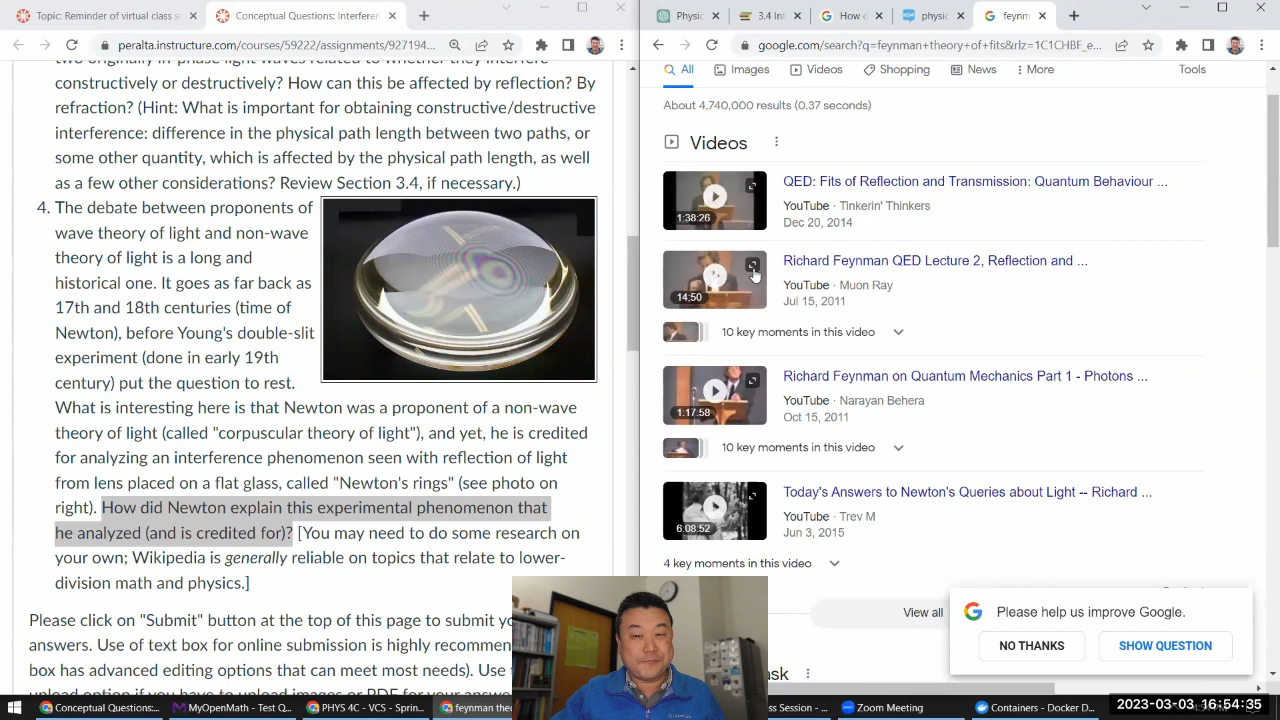 Reminder of virtual class se
Conceptual Questions: Interferen
peralta.instructure.com/courses/59222/assignments/927194...
two originally of phase light waves related to whether they interfere
constructively or destructively? How can this be affected by reflection? By
refraction? (Hint: What is important for obtaining constructive/destructive
interference: difference in the physical path length between two paths, or
some other quantity, which is affected by the physical path length, as well
as a few other considerations? Review Section 3.4, if necessary.)
4. The debate between proponents of
wave theory of light and non-wave
theory of light is a long and
historical one. It goes as far back as
17th and 18th centuries (time of
Newton), before Young's double-slit
experiment (done in early 19th
century) put the question to rest.
What is interesting here is that Newton was a proponent of a non-wave
theory of light (called "corpuscular theory of light"), and yet, he is credited
for analyzing an interference phenomenon seen with reflection of light
from lens placed on a flat glass, called "Newton's rings" (see photo on
right). How did Newton explain this experimental phenomenon that
he analyzed (and is credited for)? [You may need to do some research on
your own; Wikipedia is generally reliable on topics that relate to lower-
division math and physics.]
Please click on "Submit" button at the top of this page to submit yo
answers. Use of text box for online submission is highly recommen
box has advanced editing options that can meet most needs). Use
Physic
3.4 Int
How c
physic
feynm
google.com/search?q=feynman+theory+of+fits&rlz=1C1CHBF_e...
All
Images
Videos
Shopping
News
More
Tools
About 4,740,000 results (0.37 seconds)
Videos
QED: Fits of Reflection and Transmission: Quantum Behaviour ...
1:38:26
YouTube · Tinkerin' Thinkers
Dec 20, 2014
Richard Feynman QED Lecture 2, Reflection and ...
14:50
YouTube · Muon Ray
Jul 15, 2011
10 key moments in this video
Richard Feynman on Quantum Mechanics Part 1 - Photons ...
1:17:58
YouTube · Narayan Behera
Oct 15, 2011
10 key moments in this video
Today's Answers to Newton's Queries about Light -- Richard ...
6:08:52
YouTube · Trev M
Jun 3, 2015
4 key moments in this video
View all
Please help us improve Google.
NO THANKS
SHOW QUESTION
ask
Conceptual Questions:...
MyOpenMath - Test Q...
PHYS 4C - VCS - Sprin...
feynman theo
ss Session - ...
Zoom Meeting
Containers - Docker D...
2023-03-03 16:54:35